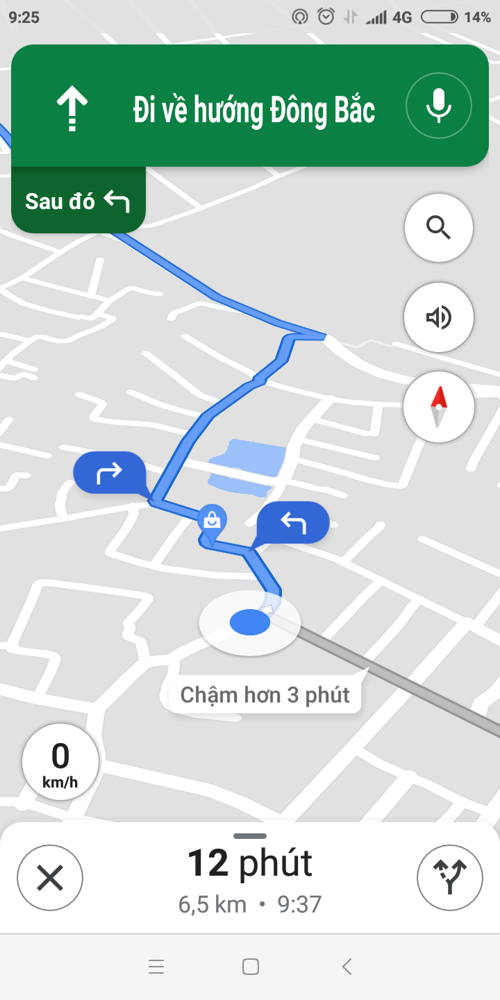 9:25
4G
14%
Đi về hướng Đông Bắc
Sau đó
Chậm hơn 3 phút
0
km/h
12 phút
6,5 km • 9:37